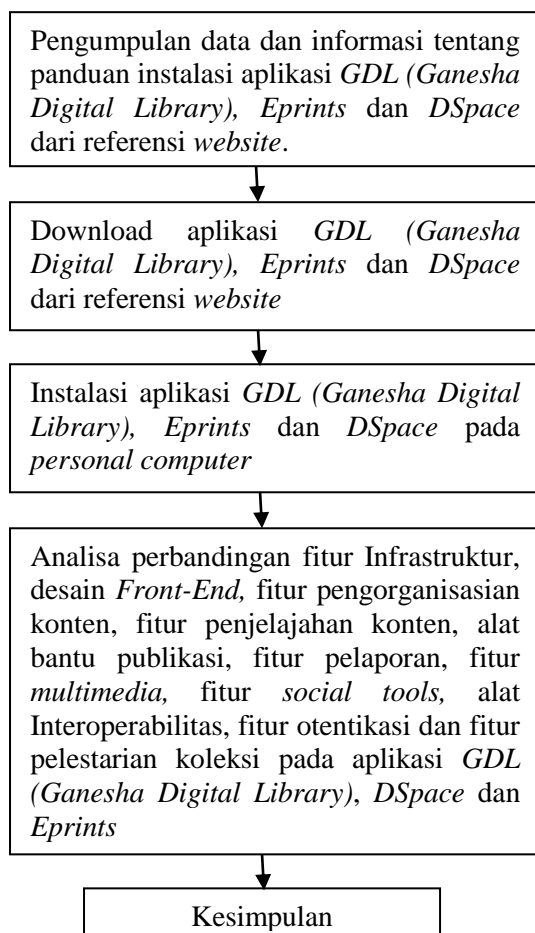 Pengumpulan data dan informasi tentang
panduan instalasi aplikasi GDL (Ganesha
Digital Library), Eprints dan DSpace
dari referensi website.
Download aplikasi GDL (Ganesha
Digital Library), Eprints dan DSpace
dari referensi website
Instalasi aplikasi GDL (Ganesha Digital
Library), Eprints dan DSpace pada
personal computer
Analisa perbandingan fitur Infrastruktur,
desain Front-End, fitur pengorganisasian
konten, fitur penjelajahan konten, alat
bantu publikasi, fitur pelaporan, fitur
multimedia, fitur social tools, alat
Interoperabilitas, fitur otentikasi dan fitur
pelestarian koleksi pada aplikasi GDL
(Ganesha Digital Library), DSpace dan
Eprints
Kesimpulan